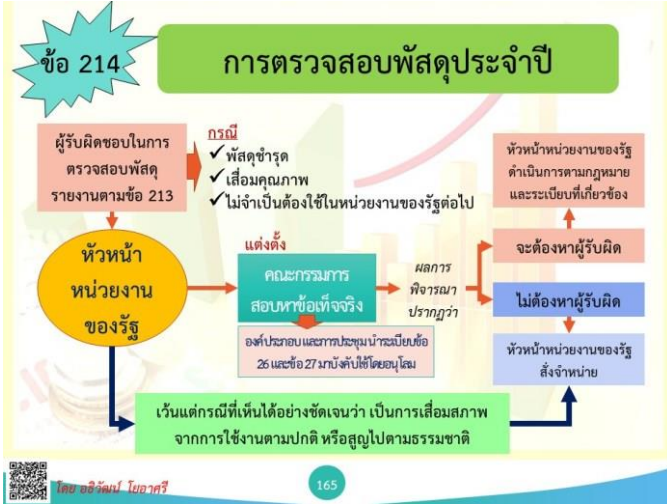 ข้อ 214
การตรวจสอบพัสดุประจำปี
ผู้รับผิดชอบในการ
ตรวจสอบพัสดุ
รายงานตามข้อ 213
กรณี
✓ พัสดุชำรุด
✓ เสื่อมคุณภาพ
✓ ไม่จำเป็นต้องใช้ในหน่วยงานของรัฐต่อไป
หัวหน้าหน่วยงานของรัฐ
ดำเนินการตามกฎหมาย
และระเบียบที่เกี่ยวข้อง
หัวหน้า
หน่วยงาน
ของรัฐ
แต่งตั้ง
คณะกรรมการ
สอบหาข้อเท็จจริง
ผลการ
พิจารณา
ปรากฏว่า
จะต้องหาผู้รับผิด
ไม่ต้องหาผู้รับผิด
องค์ประกอบและการประชุม นำระเบียบข้อ
26 และข้อ 27 มาบังคับใช้โดยอนุโลม
หัวหน้าหน่วยงานของรัฐ
สั่งจำหน่าย
เว้นแต่กรณีที่เห็นได้อย่างชัดเจนว่า เป็นการเสื่อมสภาพ
จากการใช้งานตามปกติ หรือสูญไปตามธรรมชาติ
โดย อธิวัฒน์ โยอาศรี
165